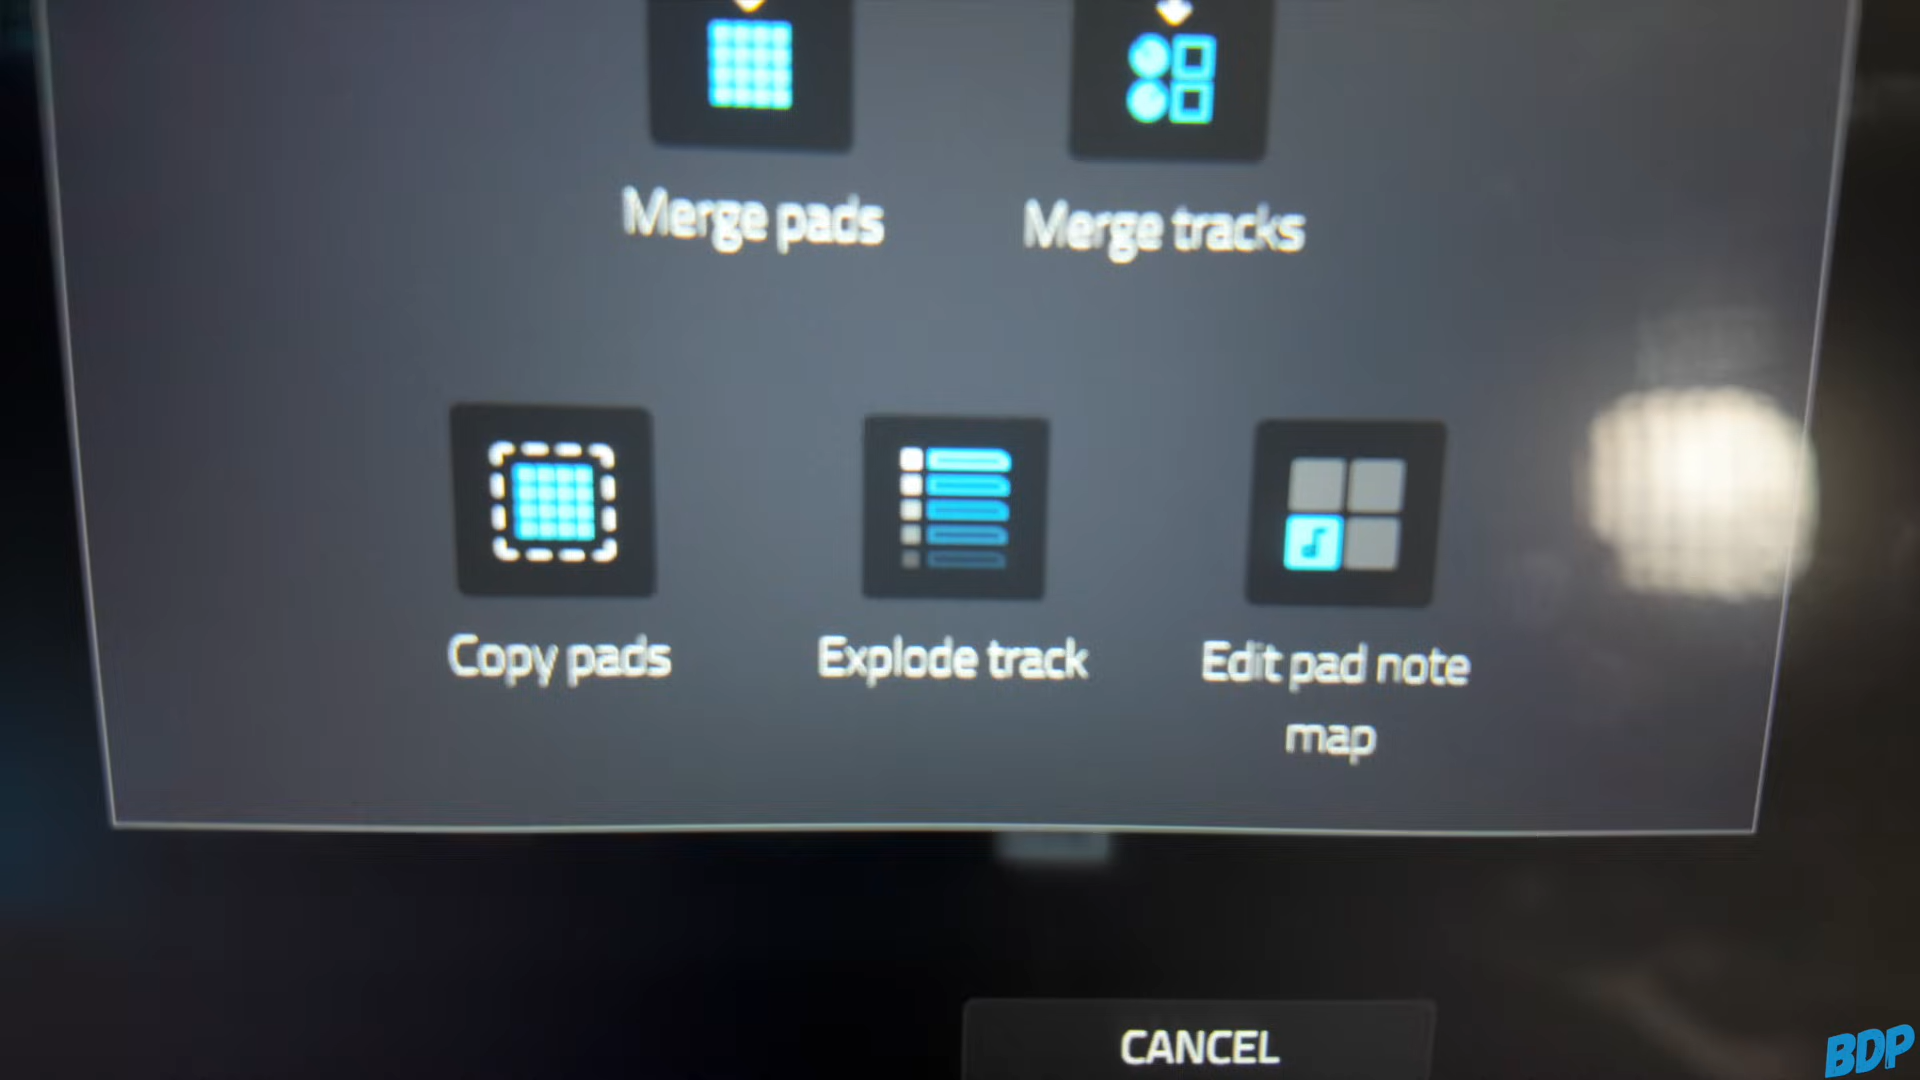 Merge pads
Merge tracks
Copy pads
Explode track
Edit pad note
map
CANCEL
BDP